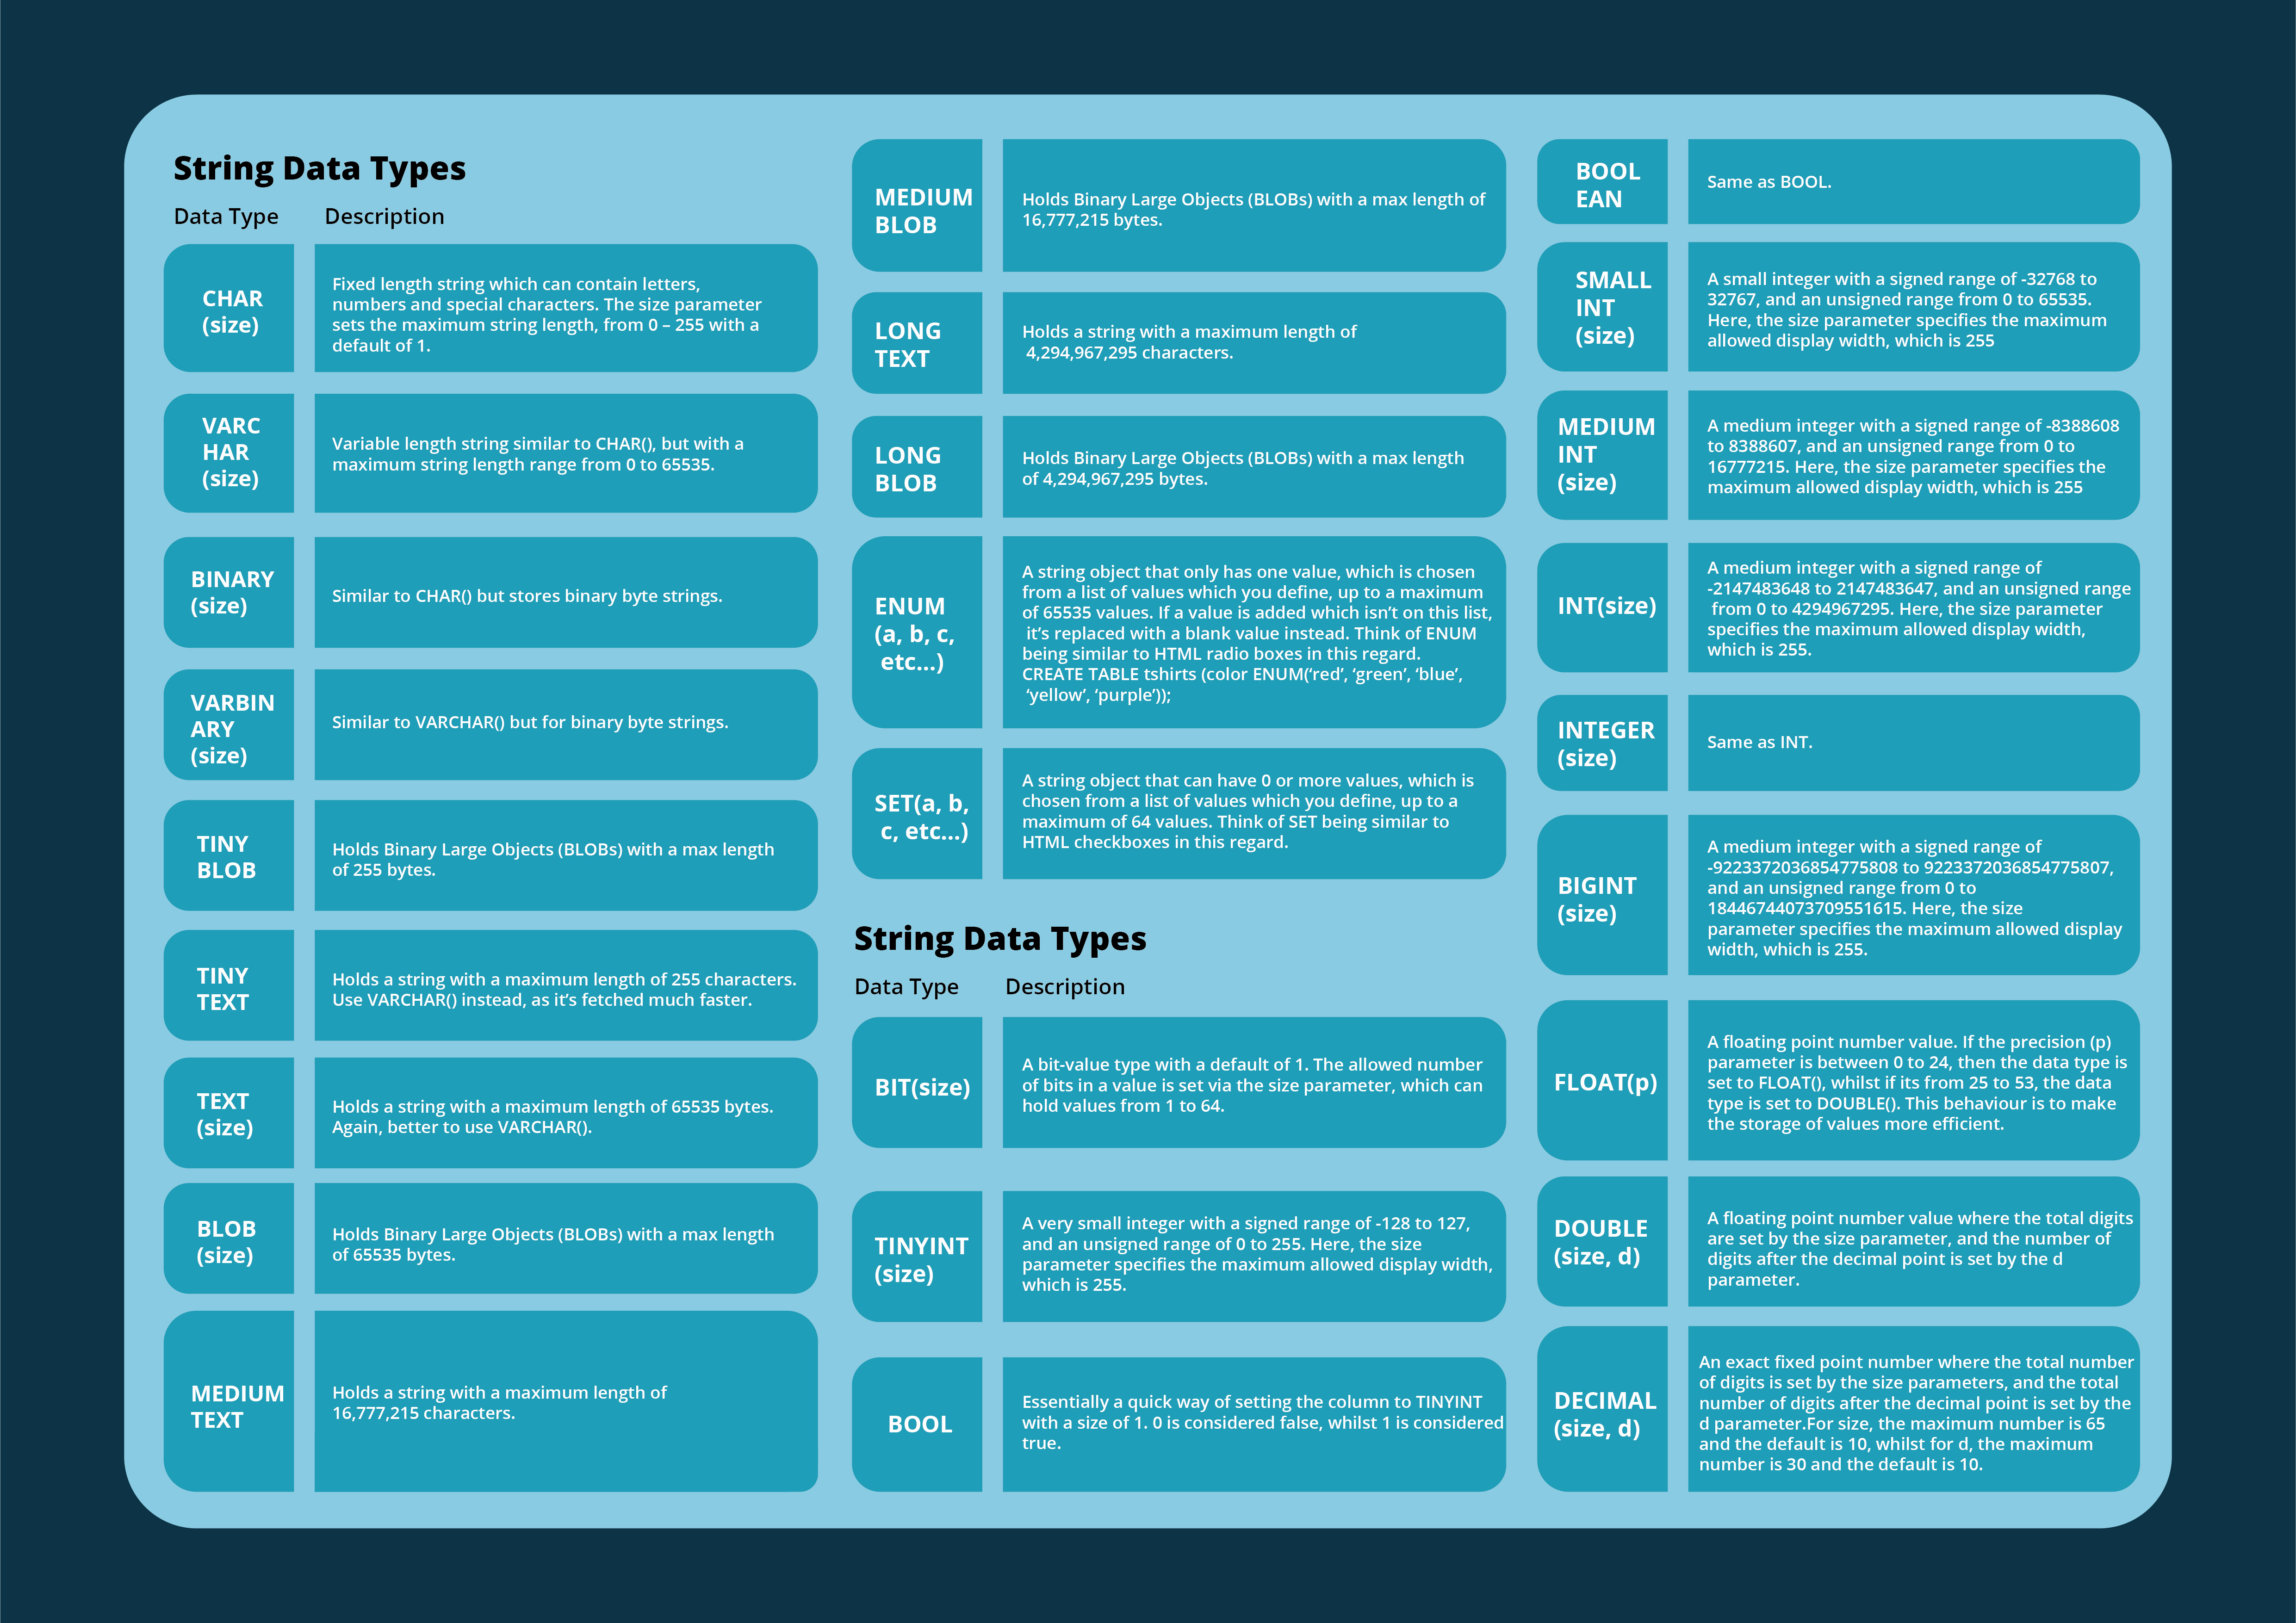 String Data Types
Data Type Description
CHAR
(size)
Fixed length string which can contain letters,
numbers and special characters. The size parameter
sets the maximum string length, from 0 – 255 with a
default of 1.
VARC
HAR
(size)
Variable length string similar to CHAR(), but with a
maximum string length range from 0 to 65535.
BINARY
(size)
Similar to CHAR() but stores binary byte strings.
VARBIN
ARY
(size)
Similar to VARCHAR() but for binary byte strings.
TINY
BLOB
Holds Binary Large Objects (BLOBs) with a max length
of 255 bytes.
TINY
TEXT
Holds a string with a maximum length of 255 characters.
Use VARCHAR() instead, as it’s fetched much faster.
TEXT
(size)
Holds a string with a maximum length of 65535 bytes.
Again, better to use VARCHAR().
BLOB
(size)
Holds Binary Large Objects (BLOBs) with a max length
of 65535 bytes.
MEDIUM
TEXT
Holds a string with a maximum length of
16,777,215 characters.
MEDIUM
BLOB
Holds Binary Large Objects (BLOBs) with a max length of
16,777,215 bytes.
LONG
TEXT
Holds a string with a maximum length of
4,294,967,295 characters.
LONG
BLOB
Holds Binary Large Objects (BLOBs) with a max length
of 4,294,967,295 bytes.
ENUM
(a, b, c,
etc…)
A string object that only has one value, which is chosen
from a list of values which you define, up to a maximum
of 65535 values. If a value is added which isn’t on this list,
it’s replaced with a blank value instead. Think of ENUM
being similar to HTML radio boxes in this regard.
CREATE TABLE tshirts (color ENUM(‘red’, ‘green’, ‘blue’,
‘yellow’, ‘purple’));
SET(a, b,
c, etc…)
A string object that can have 0 or more values, which is
chosen from a list of values which you define, up to a
maximum of 64 values. Think of SET being similar to
HTML checkboxes in this regard.
String Data Types
Data Type Description
BIT(size)
A bit-value type with a default of 1. The allowed number
of bits in a value is set via the size parameter, which can
hold values from 1 to 64.
TINYINT
(size)
A very small integer with a signed range of -128 to 127,
and an unsigned range of 0 to 255. Here, the size
parameter specifies the maximum allowed display width,
which is 255.
BOOL
Essentially a quick way of setting the column to TINYINT
with a size of 1. 0 is considered false, whilst 1 is considered
true.
BOOL
EAN
Same as BOOL.
SMALL
INT
(size)
A small integer with a signed range of -32768 to
32767, and an unsigned range from 0 to 65535.
Here, the size parameter specifies the maximum
allowed display width, which is 255
MEDIUM
INT
(size)
A medium integer with a signed range of -8388608
to 8388607, and an unsigned range from 0 to
16777215. Here, the size parameter specifies the
maximum allowed display width, which is 255
INT(size)
A medium integer with a signed range of
-2147483648 to 2147483647, and an unsigned range
from 0 to 4294967295. Here, the size parameter
specifies the maximum allowed display width,
which is 255.
INTEGER
(size)
Same as INT.
BIGINT
(size)
A medium integer with a signed range of
-9223372036854775808 to 9223372036854775807,
and an unsigned range from 0 to
18446744073709551615. Here, the size
parameter specifies the maximum allowed display
width, which is 255.
FLOAT(p)
A floating point number value. If the precision (p)
parameter is between 0 to 24, then the data type is
set to FLOAT(), whilst if its from 25 to 53, the data
type is set to DOUBLE(). This behaviour is to make
the storage of values more efficient.
DOUBLE
(size, d)
A floating point number value where the total digits
are set by the size parameter, and the number of
digits after the decimal point is set by the d
parameter.
DECIMAL
(size, d)
An exact fixed point number where the total number
of digits is set by the size parameters, and the total
number of digits after the decimal point is set by the
d parameter.For size, the maximum number is 65
and the default is 10, whilst for d, the maximum
number is 30 and the default is 10.